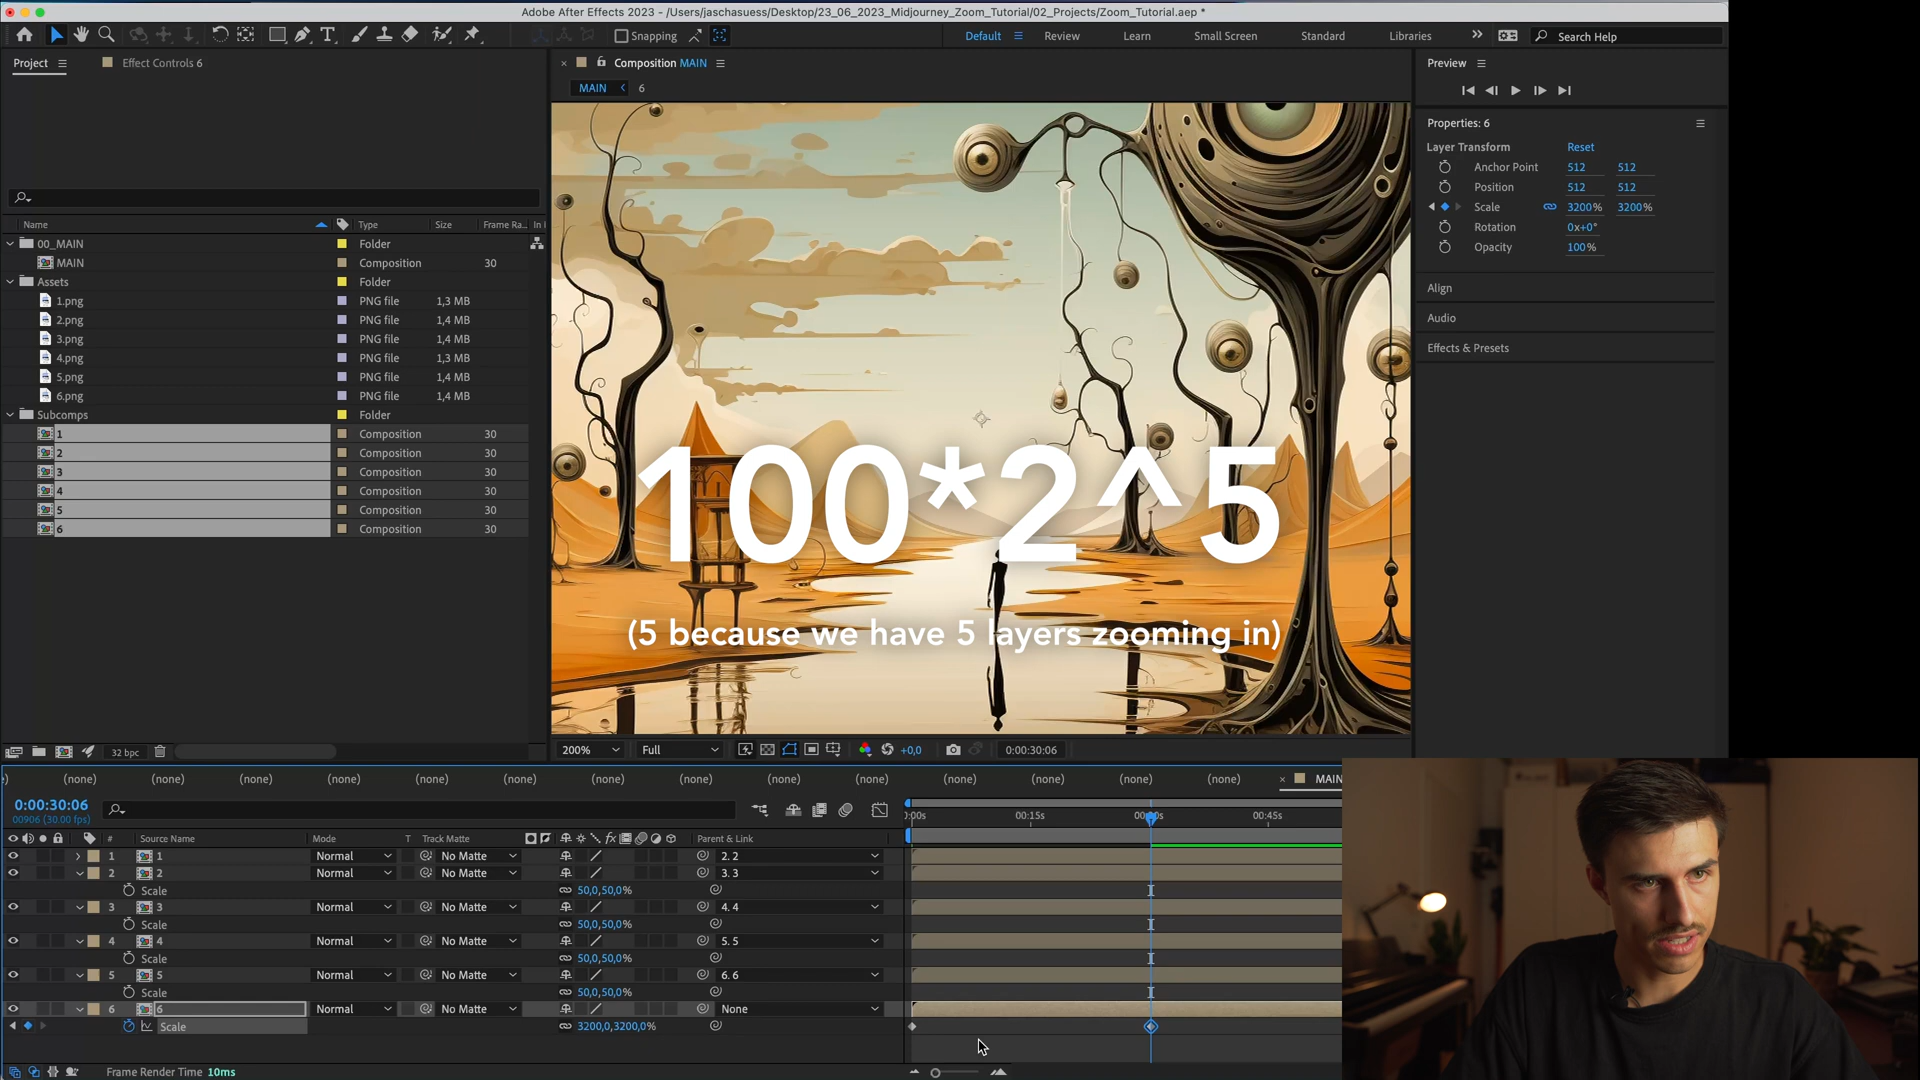 Adobe After Effects 2023 - /Users/jaschasuess/Desktop/23_06_2023_Midjourney_Zoom_Tutorial/02_Projects/Zoom_Tutorial.aep *
Snapping
Default
Review
Learn
Small Screen
Standard
Libraries
Search Help
Project
Effect Controls 6
Composition MAIN
Preview
MAIN
6
Properties: 6
Layer Transform Reset
Anchor Point 512 512
Position 512 512
Scale 3200% 3200%
Rotation 0x+0°
Opacity 100%
Align
Audio
Effects & Presets
Name Type Size Frame Ra... In
00_MAIN Folder
MAIN Composition 30
Assets Folder
1.png PNG file 1,3 MB
2.png PNG file 1,4 MB
3.png PNG file 1,4 MB
4.png PNG file 1,3 MB
5.png PNG file 1,4 MB
6.png PNG file 1,4 MB
Subcomps Folder
1 Composition 30
2 Composition 30
3 Composition 30
4 Composition 30
5 Composition 30
6 Composition 30
100*2^5
(5 because we have 5 layers zooming in)
32 bpc
200% Full +0,0 0:00:30:06
(none) (none) (none) (none) (none) (none) (none) (none) (none) (none) (none) (none) (none) (none) MAIN
0:00:30:06
00906 (30.00 fps)
:00s 00:15s 00:45s
# Source Name Mode T Track Matte fx Parent & Link
1 1 Normal No Matte 2. 2
2 2 Normal No Matte 3. 3
Scale 50,0,50,0%
3 3 Normal No Matte 4. 4
Scale 50,0,50,0%
4 4 Normal No Matte 5. 5
Scale 50,0,50,0%
5 5 Normal No Matte 6. 6
Scale 50,0,50,0%
6 6 Normal No Matte None
Scale 3200,0,3200,0%
Frame Render Time 10ms